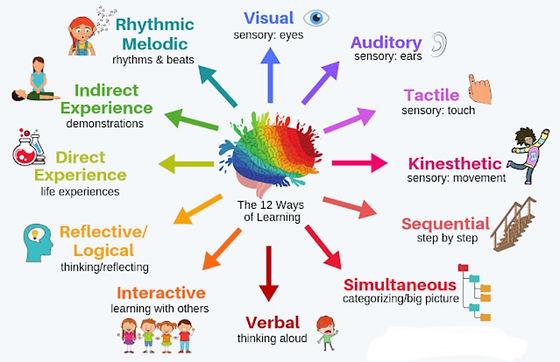 Visual
sensory: eyes
Auditory
sensory: ears
Tactile
sensory: touch
Kinesthetic
sensory: movement
Sequential
step by step
Simultaneous
categorizing/big picture
Verbal
thinking aloud
Interactive
learning with others
Reflective/
Logical
thinking/reflecting
Direct
Experience
life experiences
Indirect
Experience
demonstrations
Rhythmic
Melodic
rhythms & beats
The 12 Ways
of Learning